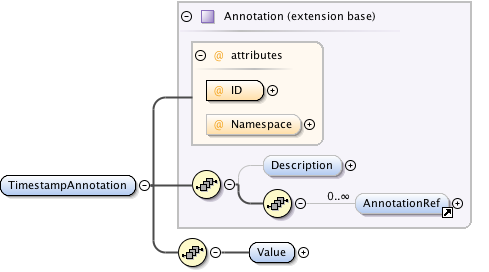 Annotation (extension base)
@ attributes
@ ID
@ Namespace
Description
TimestampAnnotation
0..∞
AnnotationRef
Value